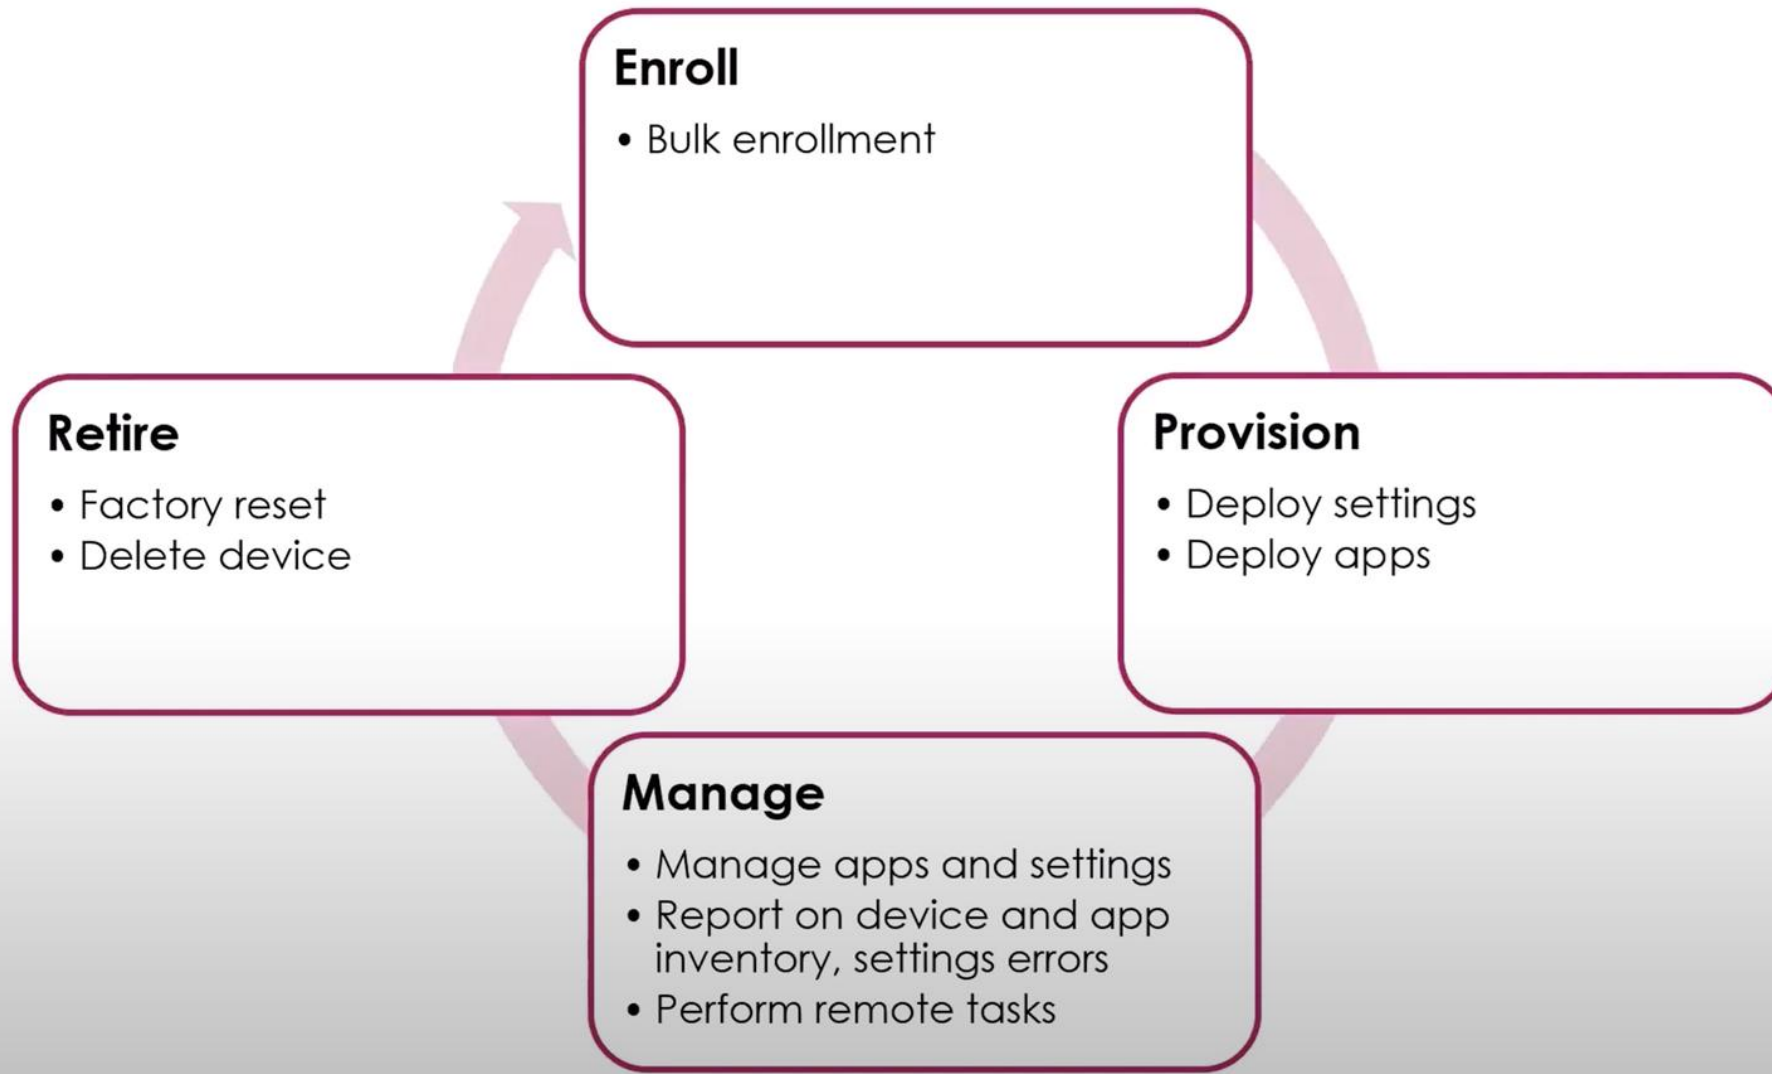 Enroll
• Bulk enrollment
Provision
• Deploy settings
• Deploy apps
Manage
• Manage apps and settings
• Report on device and app
inventory, settings errors
• Perform remote tasks
Retire
• Factory reset
• Delete device